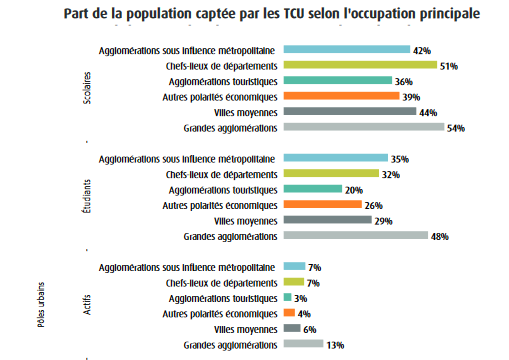 Part de la population captée par les TCU selon l'occupation principale
Scolaires
Agglomérations sous influence métropolitaine 42%
Chefs-lieux de départements 51%
Agglomérations touristiques 36%
Autres polarités économiques 39%
Villes moyennes 44%
Grandes agglomérations 54%
Étudiants
Agglomérations sous influence métropolitaine 35%
Chefs-lieux de départements 32%
Agglomérations touristiques 20%
Autres polarités économiques 26%
Villes moyennes 29%
Grandes agglomérations 48%
Pôles urbains
Actifs
Agglomérations sous influence métropolitaine 7%
Chefs-lieux de départements 7%
Agglomérations touristiques 3%
Autres polarités économiques 4%
Villes moyennes 6%
Grandes agglomérations 13%